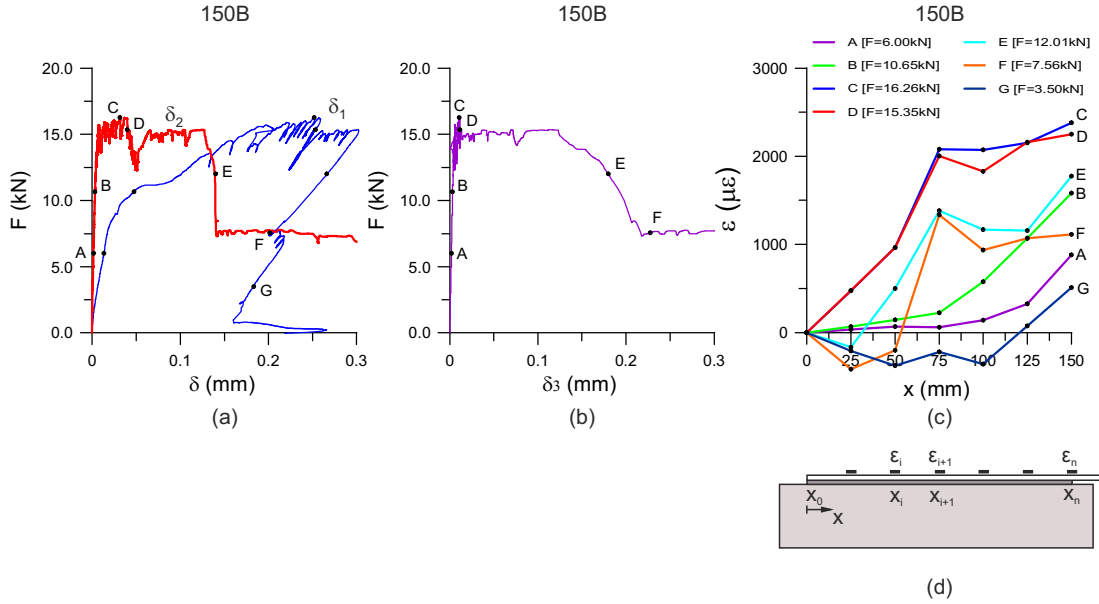 150B
20.0
15.0
10.0
5.0
0.0
F (kN)
0
0.1
0.2
0.3
δ (mm)
A
B
C
D
E
F
G
δ2
δ1
(a)
150B
20.0
15.0
10.0
5.0
0.0
F (kN)
0
0.1
0.2
0.3
δ3 (mm)
A
B
C
D
E
F
(b)
150B
A [F=6.00kN]
B [F=10.65kN]
C [F=16.26kN]
D [F=15.35kN]
E [F=12.01kN]
F [F=7.56kN]
G [F=3.50kN]
3000
2000
1000
0
ε (με)
0 25 50 75 100 125 150
x (mm)
C
D
E
B
F
A
G
(c)
εi εi+1 εn
x0 xi xi+1 xn
x
(d)